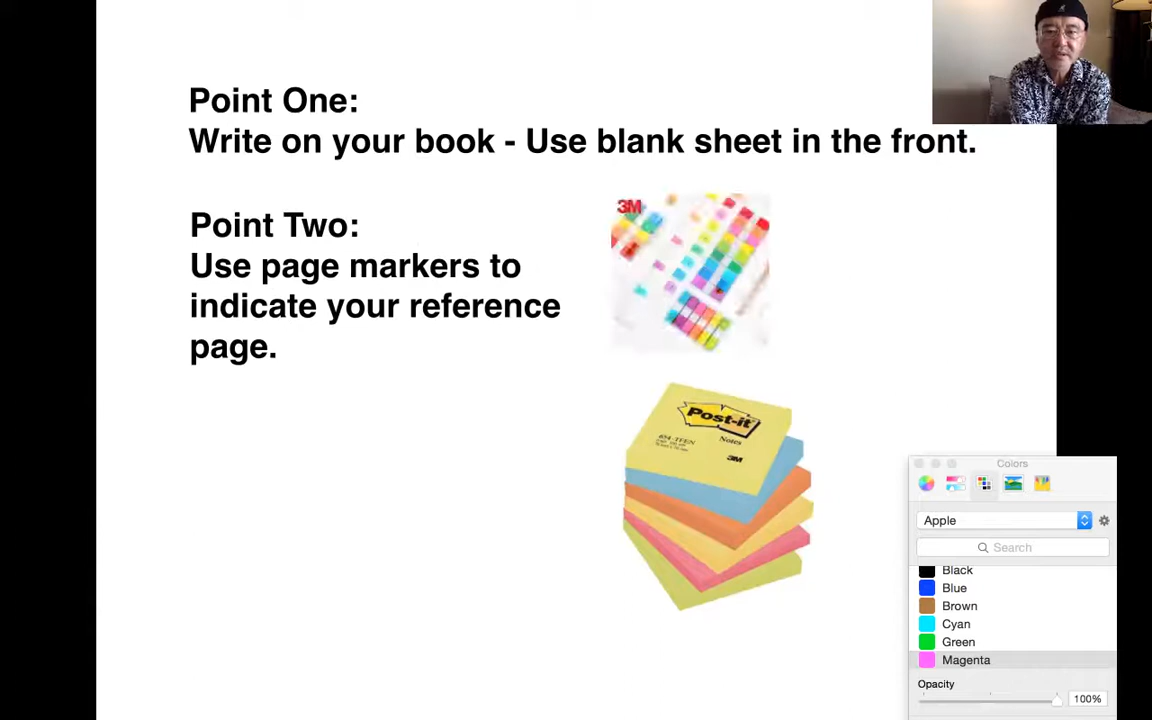 Point One:
Write on your book - Use blank sheet in the front.
Point Two:
Use page markers to
indicate your reference
page.
3M
Post-it
Notes
3M
Colors
Apple
Search
Black
Blue
Brown
Cyan
Green
Magenta
Opacity
100%